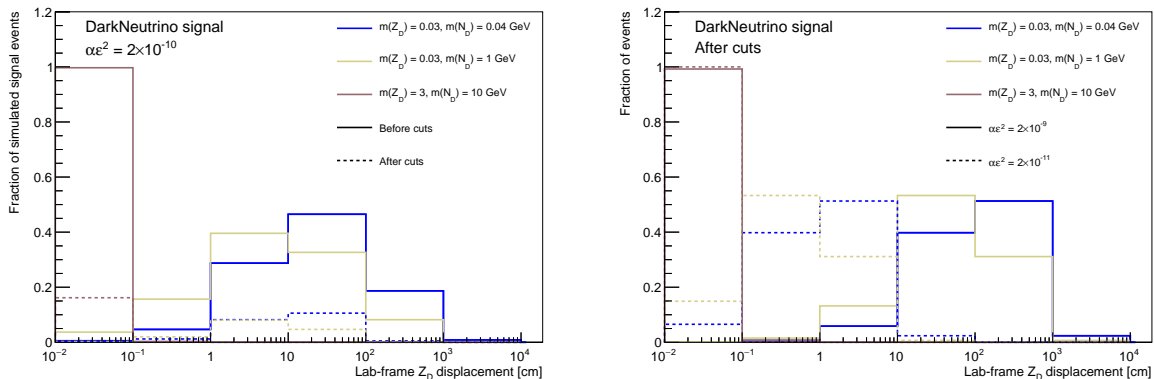 DarkNeutrino signal
αε² = 2×10⁻¹⁰
m(Z_D) = 0.03, m(N_D) = 0.04 GeV
m(Z_D) = 0.03, m(N_D) = 1 GeV
m(Z_D) = 3, m(N_D) = 10 GeV
Before cuts
After cuts
Fraction of simulated signal events
1.2
1
0.8
0.6
0.4
0.2
0
10⁻² 10⁻¹ 1 10 10² 10³ 10⁴
Lab-frame Z_D displacement [cm]
DarkNeutrino signal
After cuts
m(Z_D) = 0.03, m(N_D) = 0.04 GeV
m(Z_D) = 0.03, m(N_D) = 1 GeV
m(Z_D) = 3, m(N_D) = 10 GeV
αε² = 2×10⁻⁹
αε² = 2×10⁻¹¹
Fraction of events
1.2
1
0.8
0.6
0.4
0.2
0
10⁻² 10⁻¹ 1 10 10² 10³ 10⁴
Lab-frame Z_D displacement [cm]